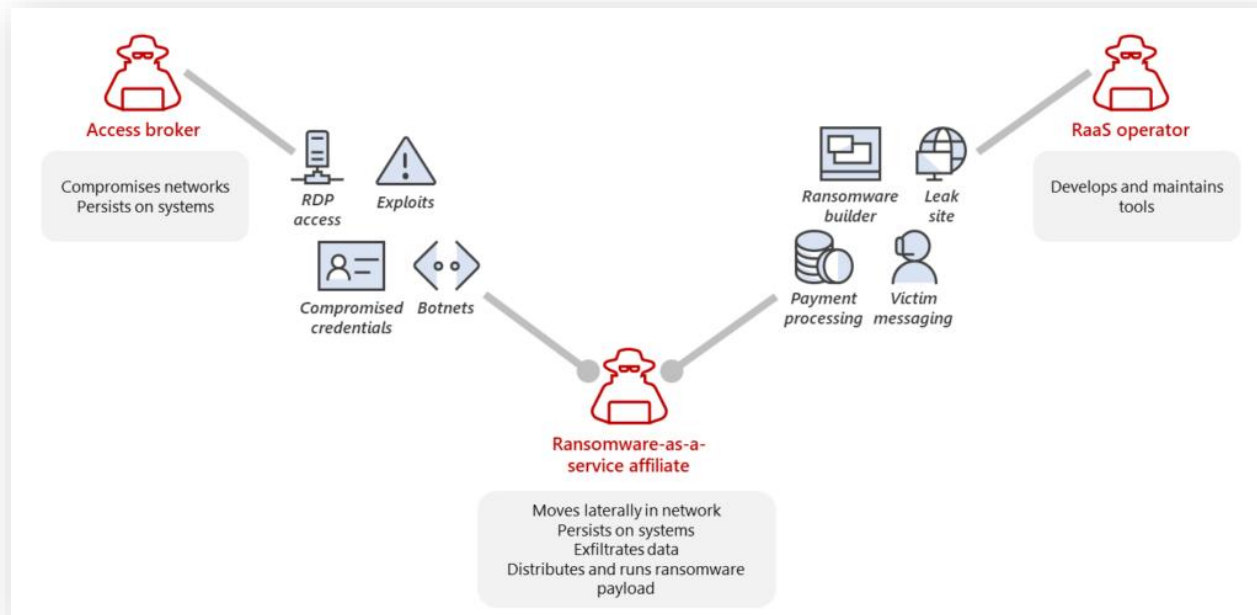 Access broker
Compromises networks
Persists on systems
RDP
access
Exploits
Compromised
credentials
Botnets
Ransomware
builder
Leak
site
Payment
processing
Victim
messaging
RaaS operator
Develops and maintains
tools
Ransomware-as-a-
service affiliate
Moves laterally in network
Persists on systems
Exfiltrates data
Distributes and runs ransomware
payload